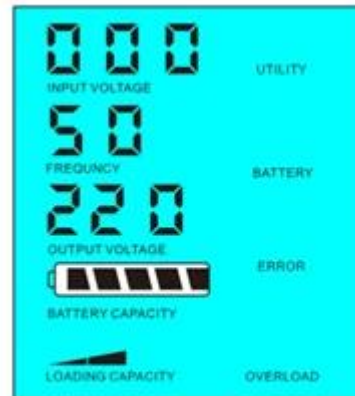 000
UTILITY
INPUT VOLTAGE
50
FREQUNCY
BATTERY
220
OUTPUT VOLTAGE
ERROR
BATTERY CAPACITY
LOADING CAPACITY
OVERLOAD